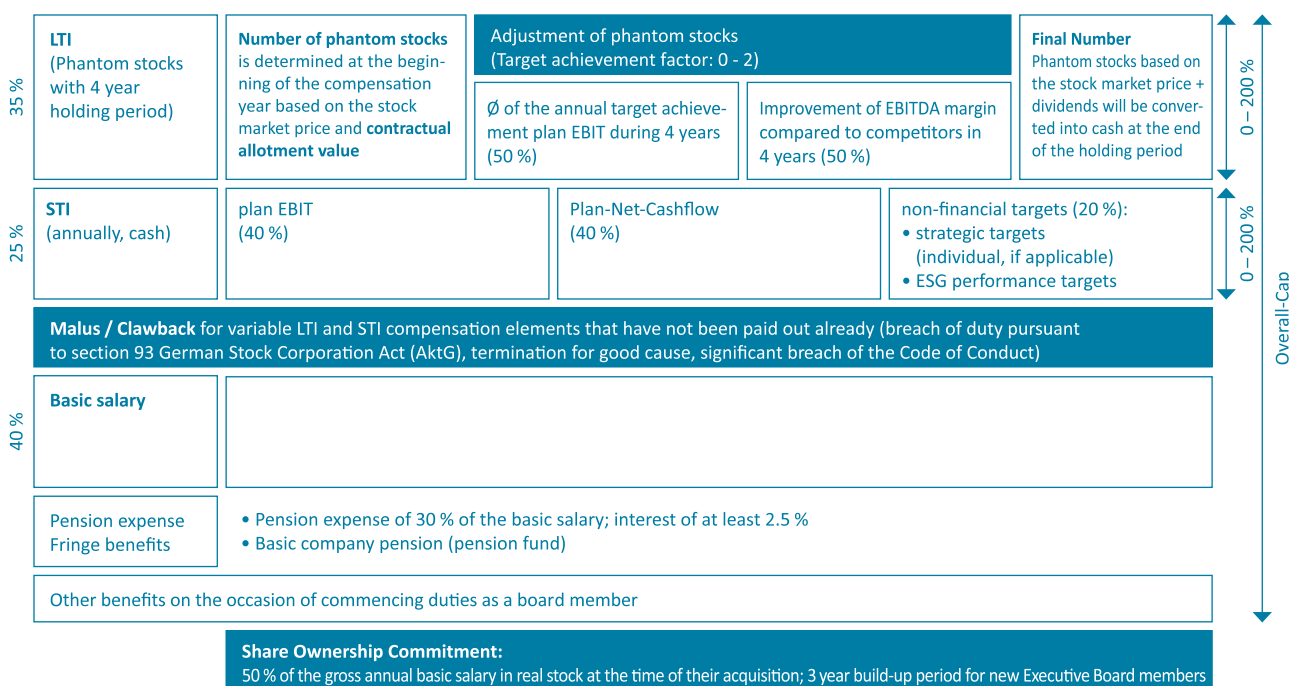 35 %
LTI
(Phantom stocks
with 4 year
holding period)
Number of phantom stocks
is determined at the begin-
ning of the compensation
year based on the stock
market price and contractual
allotment value
Adjustment of phantom stocks
(Target achievement factor: 0 - 2)
Ø of the annual target achieve-
ment plan EBIT during 4 years
(50 %)
Improvement of EBITDA margin
compared to competitors in
4 years (50 %)
Final Number
Phantom stocks based on
the stock market price +
dividends will be conver-
ted into cash at the end
of the holding period
0 – 200 %
25 %
STI
(annually, cash)
plan EBIT
(40 %)
Plan-Net-Cashflow
(40 %)
non-financial targets (20 %):
• strategic targets
(individual, if applicable)
• ESG performance targets
0 – 200 %
Overall-Cap
Malus / Clawback for variable LTI and STI compensation elements that have not been paid out already (breach of duty pursuant
to section 93 German Stock Corporation Act (AktG), termination for good cause, significant breach of the Code of Conduct)
40 %
Basic salary
Pension expense
Fringe benefits
• Pension expense of 30 % of the basic salary; interest of at least 2.5 %
• Basic company pension (pension fund)
Other benefits on the occasion of commencing duties as a board member
Share Ownership Commitment:
50 % of the gross annual basic salary in real stock at the time of their acquisition; 3 year build-up period for new Executive Board members